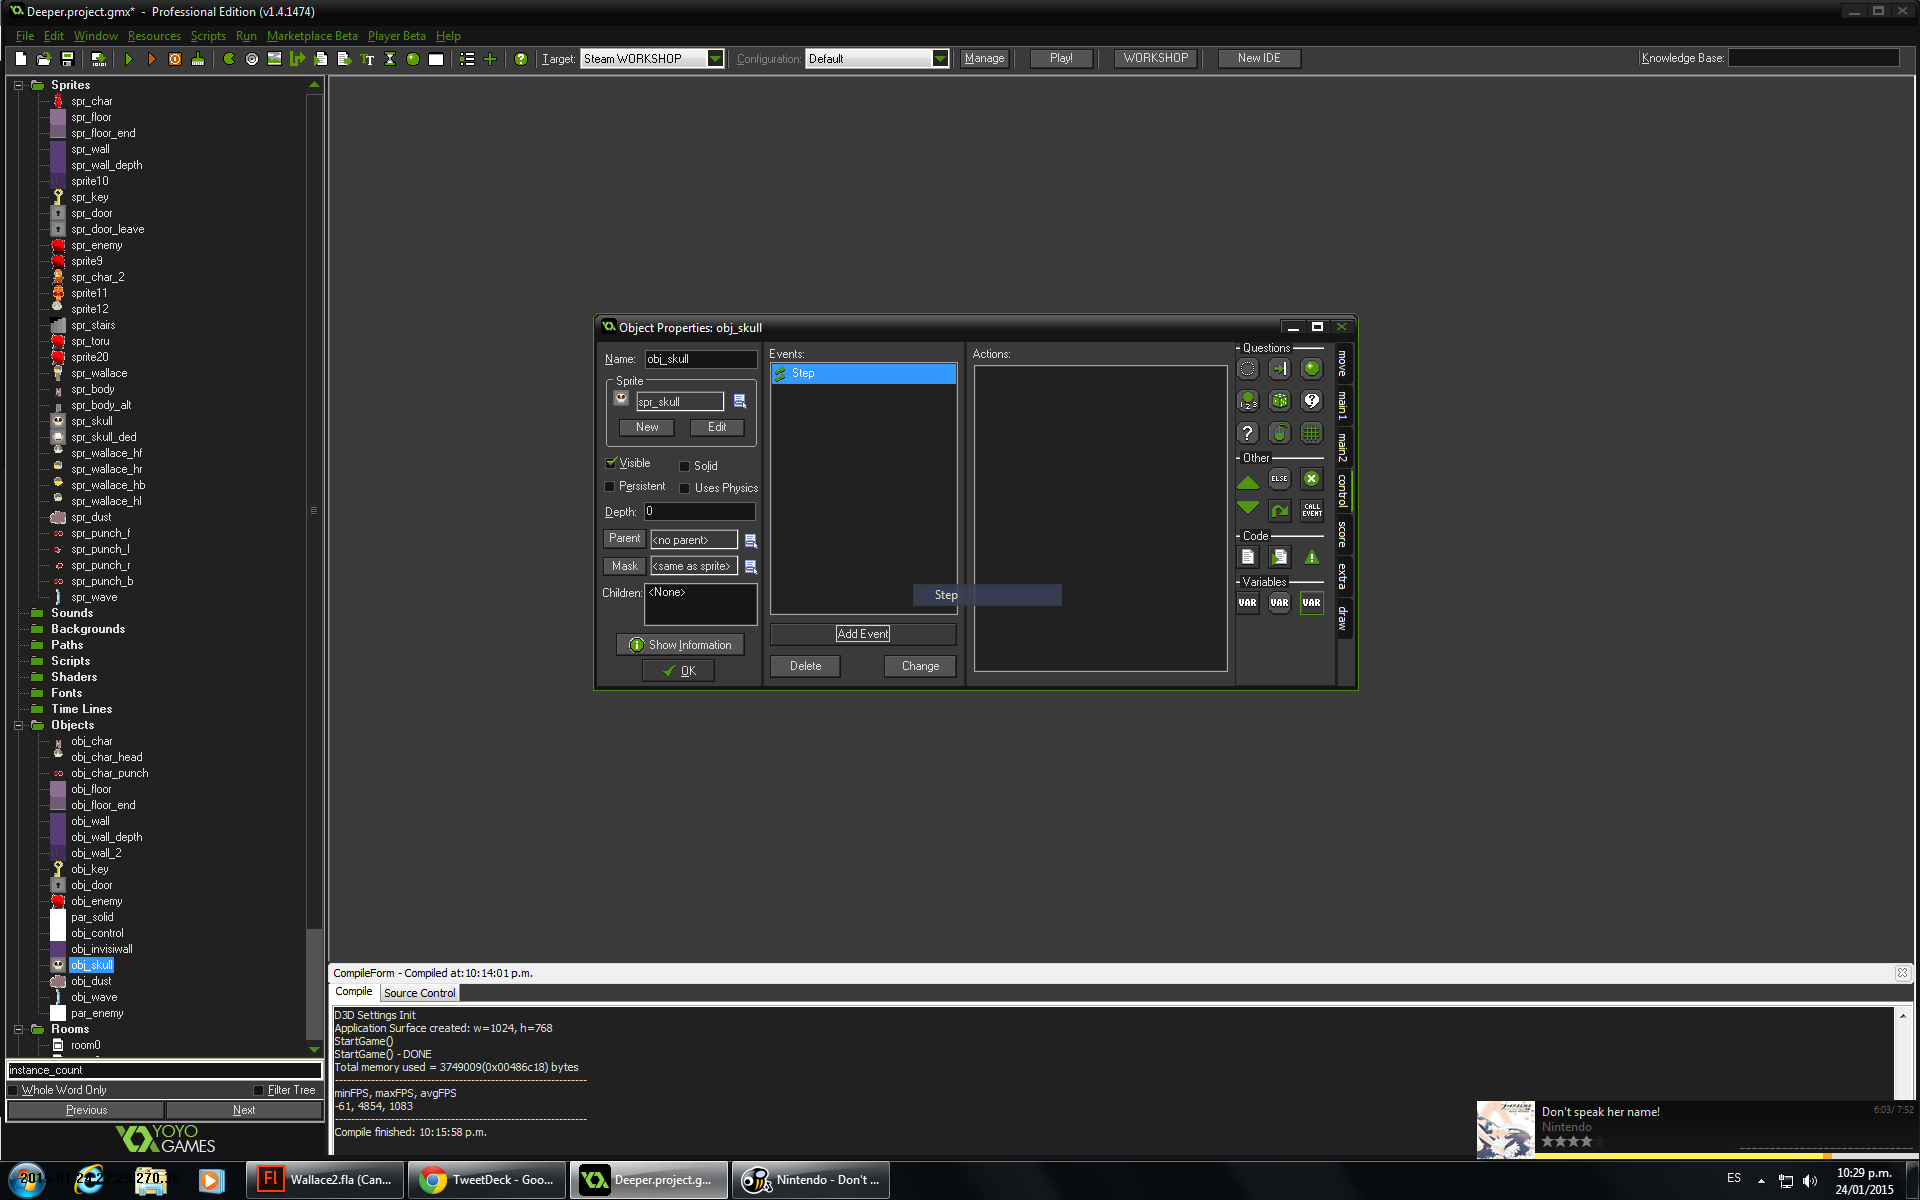 Deeper.project.gmx* - Professional Edition (v1.4.1474)
File Edit Window Resources Scripts Run Marketplace Beta Player Beta Help
Target: Steam WORKSHOP Configuration: Default Manage Play! WORKSHOP New IDE Knowledge Base:
Sprites
spr_char
spr_floor
spr_floor_end
spr_wall
spr_wall_depth
sprite10
spr_key
spr_door
spr_door_leave
spr_enemy
sprite9
spr_char_2
sprite11
sprite12
spr_stairs
spr_toru
sprite20
spr_wallace
spr_body
spr_body_alt
spr_skull
spr_skull_ded
spr_wallace_hf
spr_wallace_hr
spr_wallace_hb
spr_wallace_hl
spr_dust
spr_punch_f
spr_punch_l
spr_punch_r
spr_punch_b
spr_wave
Sounds
Backgrounds
Paths
Scripts
Shaders
Fonts
Time Lines
Objects
obj_char
obj_char_head
obj_char_punch
obj_floor
obj_floor_end
obj_wall
obj_wall_depth
obj_wall_2
obj_key
obj_door
obj_enemy
par_solid
obj_control
obj_invisiwall
obj_skull
obj_dust
obj_wave
par_enemy
Rooms
room0
instance_count
Whole Word Only Filter Tree
Previous Next
YOYO
GAMES
Object Properties: obj_skull
Name: obj_skull
Sprite
spr_skull
New Edit
Visible Solid
Persistent Uses Physics
Depth: 0
Parent <no parent>
Mask <same as sprite>
Children: <None>
Show Information
OK
Events:
Step
Step
Add Event
Delete Change
Actions:
Questions
1 2 3
?
?
Other
ELSE
CALL
EVENT
Code
Variables
VAR VAR VAR
move
main1
main2
control
score
extra
draw
CompileForm - Compiled at:10:14:01 p.m.
Compile Source Control
D3D Settings Init
Application Surface created: w=1024, h=768
StartGame()
StartGame() - DONE
Total memory used = 3749009(0x00486c18) bytes
minFPS, maxFPS, avgFPS
-61, 4854, 1083
Compile finished: 10:15:58 p.m.
Don't speak her name! 6:03/ 7:52
Nintendo
Wallace2.fla (Can...
TweetDeck - Goo...
Deeper.project.g...
Nintendo - Don't ...
ES
10:29 p.m.
24/01/2015